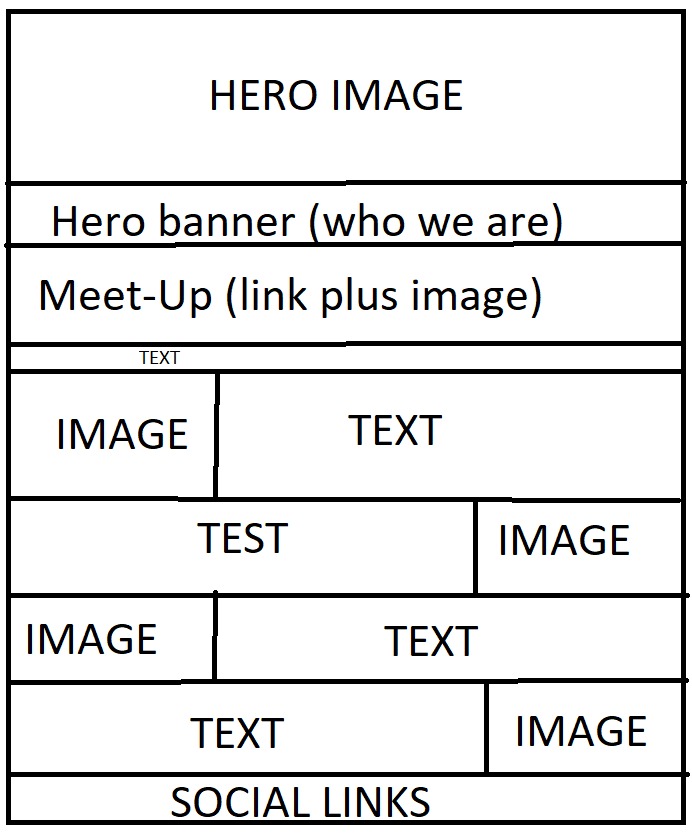 HERO IMAGE
Hero banner (who we are)
Meet-Up (link plus image)
TEXT
IMAGE TEXT
TEST IMAGE
IMAGE TEXT
TEXT IMAGE
SOCIAL LINKS